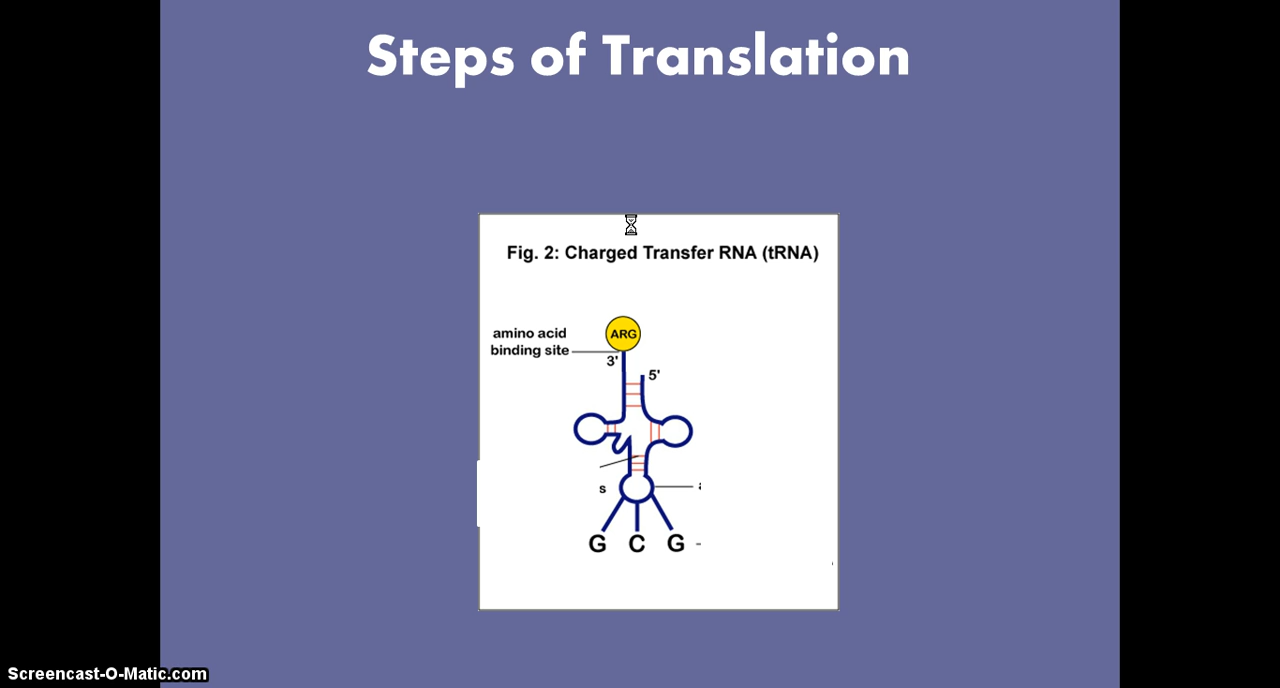 Steps of Translation
Fig. 2: Charged Transfer RNA (tRNA)
ARG
amino acid
binding site
3'
5'
s
G C G
Screencast-O-Matic.com